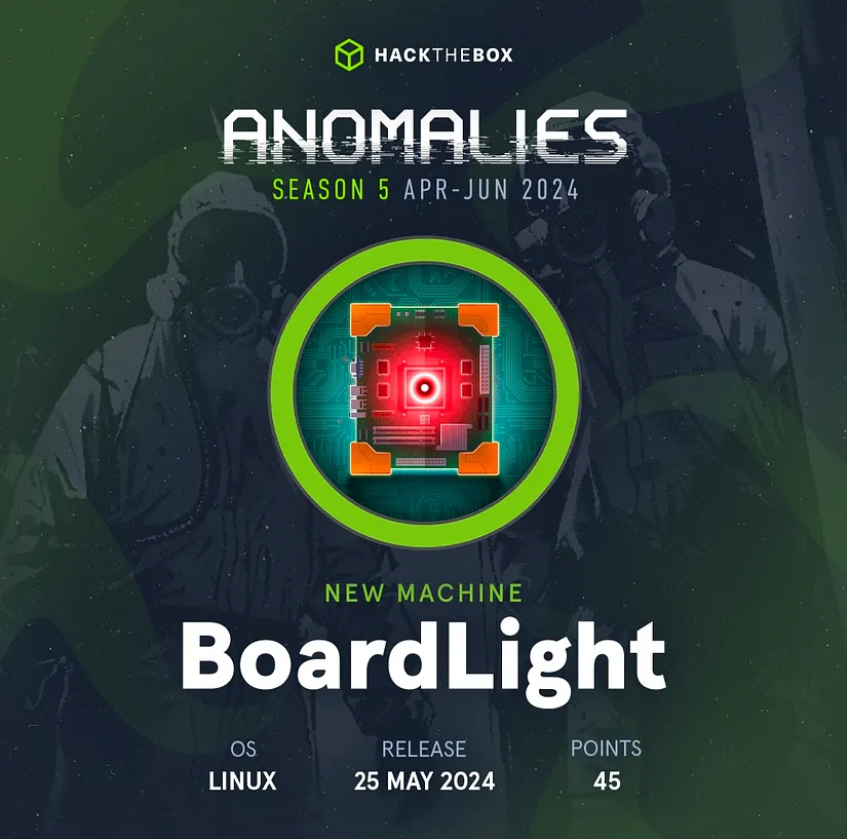 HACKTHEBOX
ANOMALIES
SEASON 5 APR-JUN 2024
NEW MACHINE
BoardLight
OS RELEASE POINTS
LINUX 25 MAY 2024 45